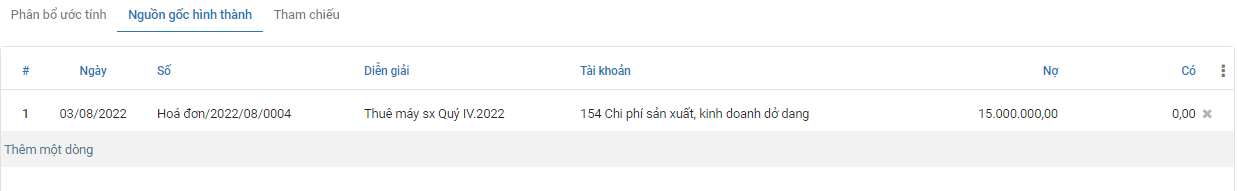 Phân bổ ước tính Nguồn gốc hình thành Tham chiếu
# Ngày Số Diễn giải Tài khoản Nợ Có
1 03/08/2022 Hoá đơn/2022/08/0004 Thuê máy sx Quý IV.2022 154 Chi phí sản xuất, kinh doanh dở dang 15.000.000,00 0,00
Thêm một dòng